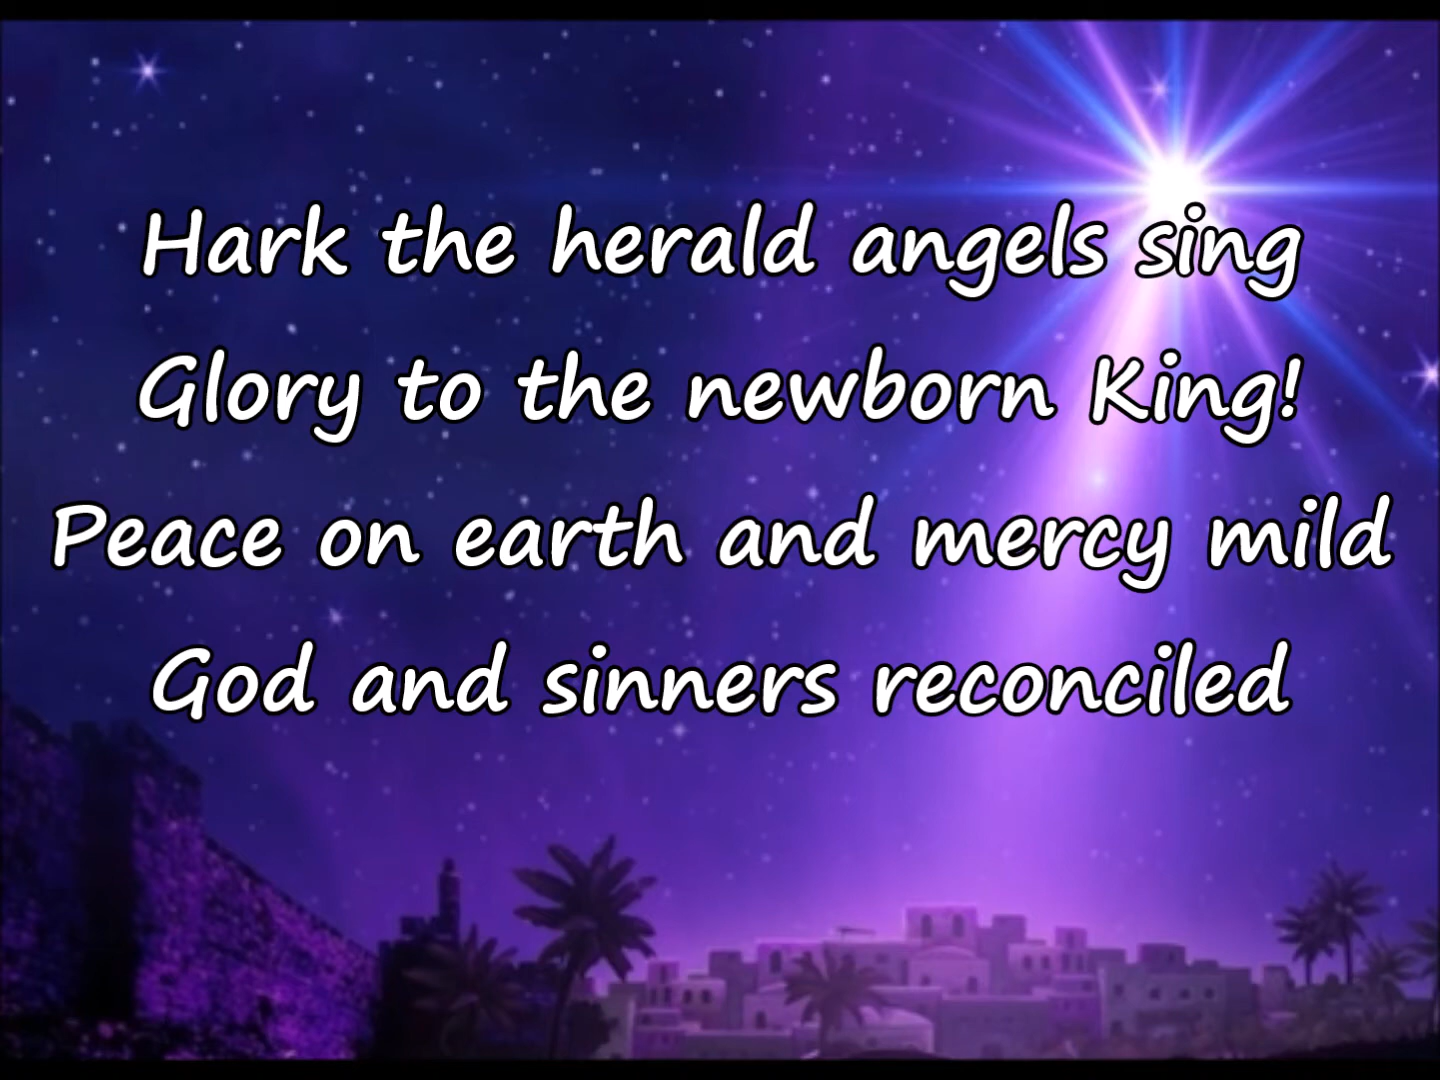 Hark the herald angels sing
Glory to the newborn King!
Peace on earth and mercy mild
God and sinners reconciled